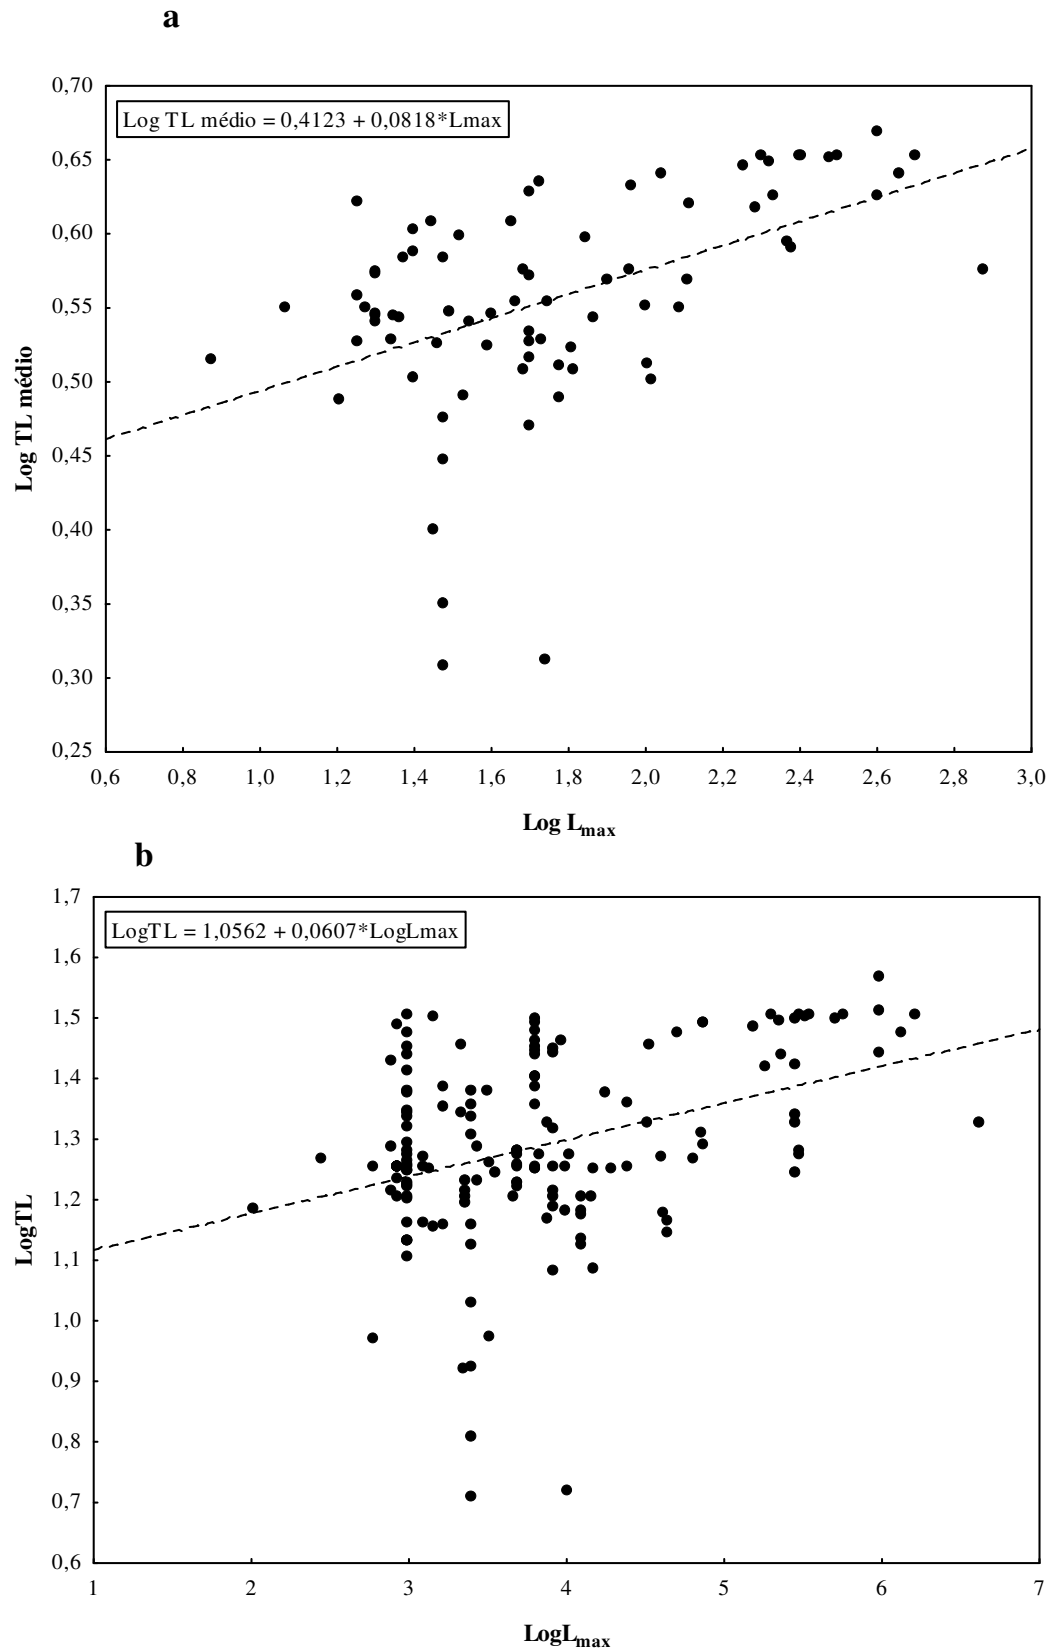 a
0,70
Log TL médio = 0,4123 + 0,0818*Lmax
0,65
0,60
0,55
0,50
0,45
0,40
0,35
0,30
0,25
Log TL médio
0,6 0,8 1,0 1,2 1,4 1,6 1,8 2,0 2,2 2,4 2,6 2,8 3,0
Log Lmax
b
1,7
LogTL = 1,0562 + 0,0607*LogLmax
1,6
1,5
1,4
1,3
1,2
1,1
1,0
0,9
0,8
0,7
0,6
LogTL
1 2 3 4 5 6 7
LogLmax